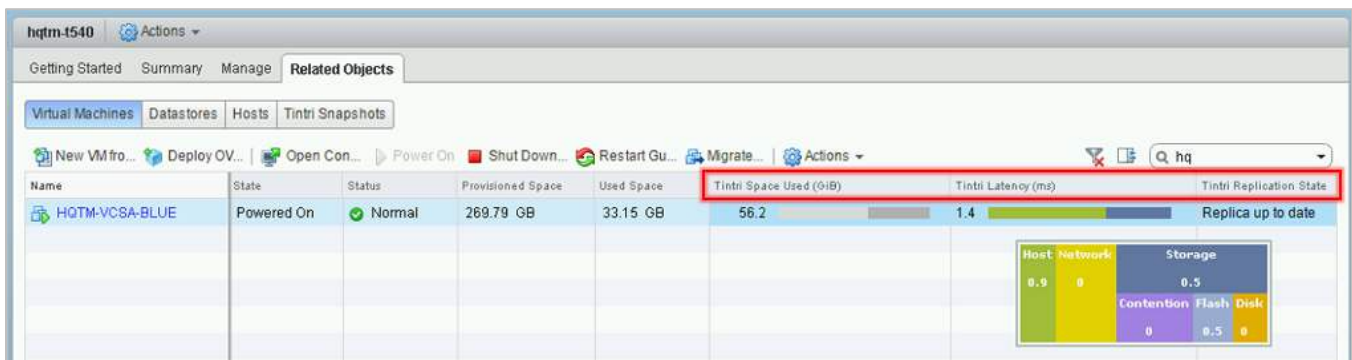 hqtm-t540 Actions
Getting Started Summary Manage Related Objects
Virtual Machines Datastores Hosts Tintri Snapshots
New VM fro... Deploy OV... Open Con... Power On Shut Down... Restart Gu... Migrate... Actions hq
Name State Status Provisioned Space Used Space Tintri Space Used (GiB) Tintri Latency (ms) Tintri Replication State
HQTM-VCSA-BLUE Powered On Normal 269.79 GB 33.15 GB 56.2 1.4 Replica up to date
Host Network Storage
0.9 0 0.5
Contention Flash Disk
0 0.5 0